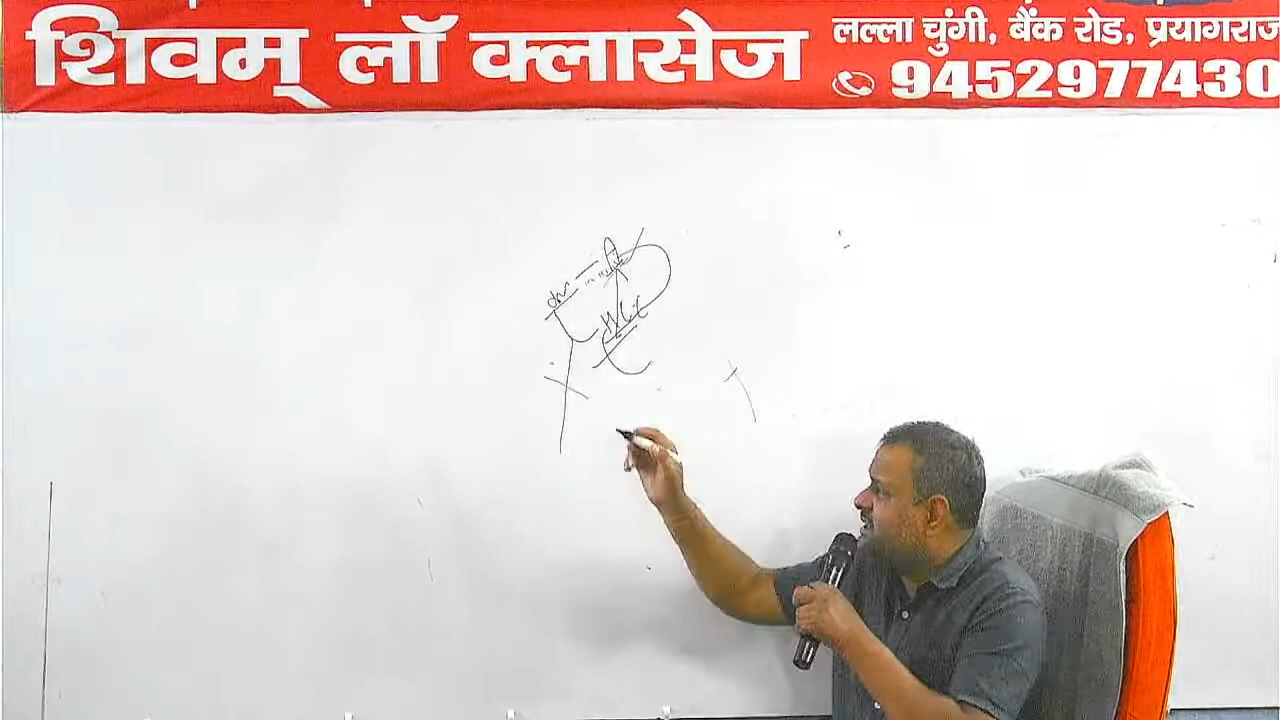 शिवम् लॉ क्लासेज
लल्ला चुंगी, बैंक रोड, प्रयागराज
9452977430